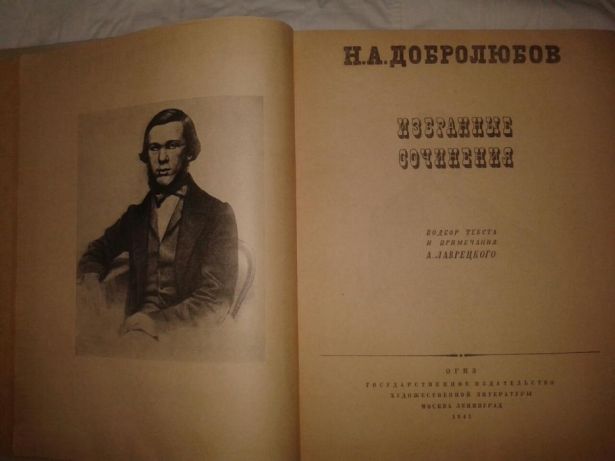 Н.А.ДОБРОЛЮБОВ
ИЗБРАННЫЕ
СОЧИНЕНИЯ
ПОДБОР ТЕКСТА
И ПРИМЕЧАНИЯ
А.ЛАВРЕЦКОГО
ОГИЗ
ГОСУДАРСТВЕННОЕ ИЗДАТЕЛЬСТВО
ХУДОЖЕСТВЕННОЙ ЛИТЕРАТУРЫ
МОСКВА ЛЕНИНГРАД